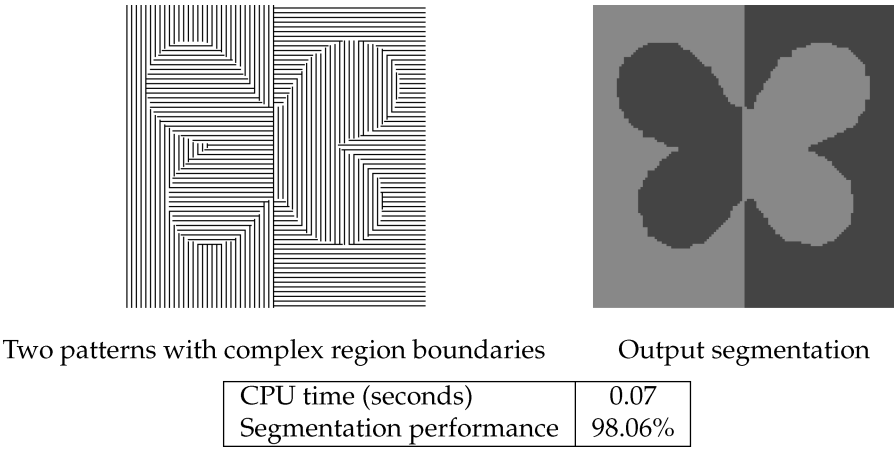 Two patterns with complex region boundaries
Output segmentation
CPU time (seconds) 0.07
Segmentation performance 98.06%